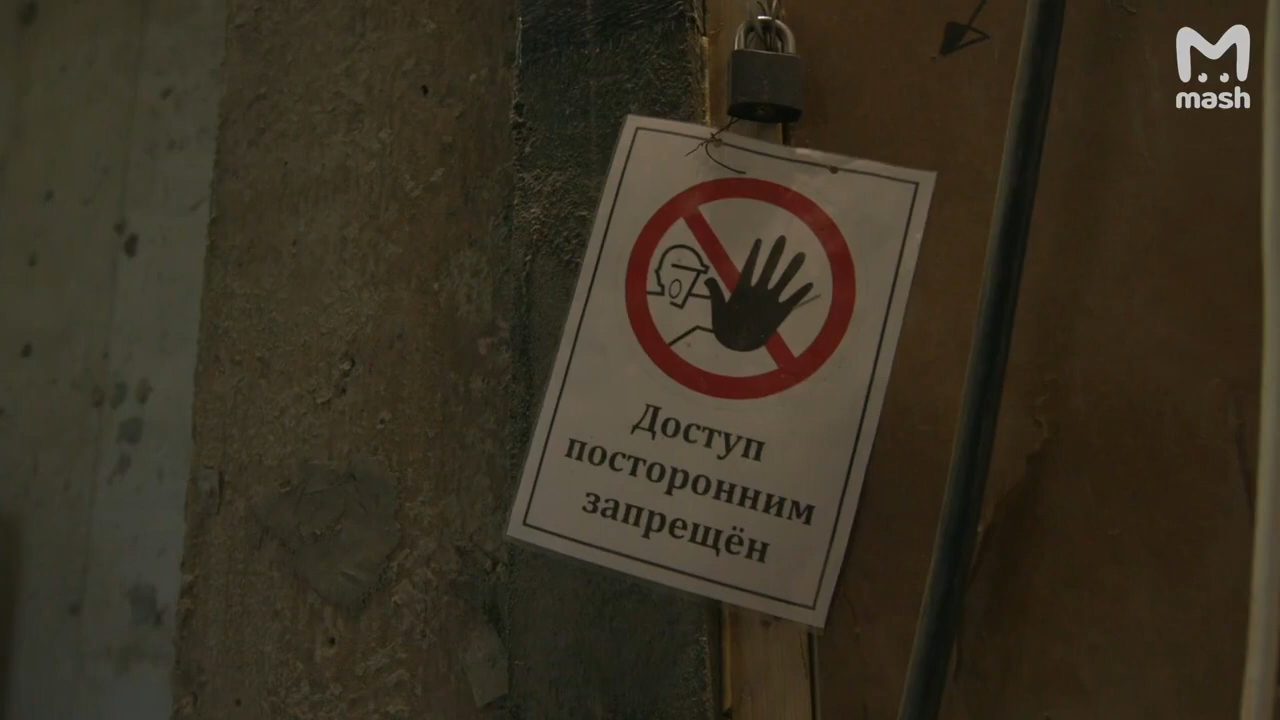 mash
Доступ
посторонним
запрещён